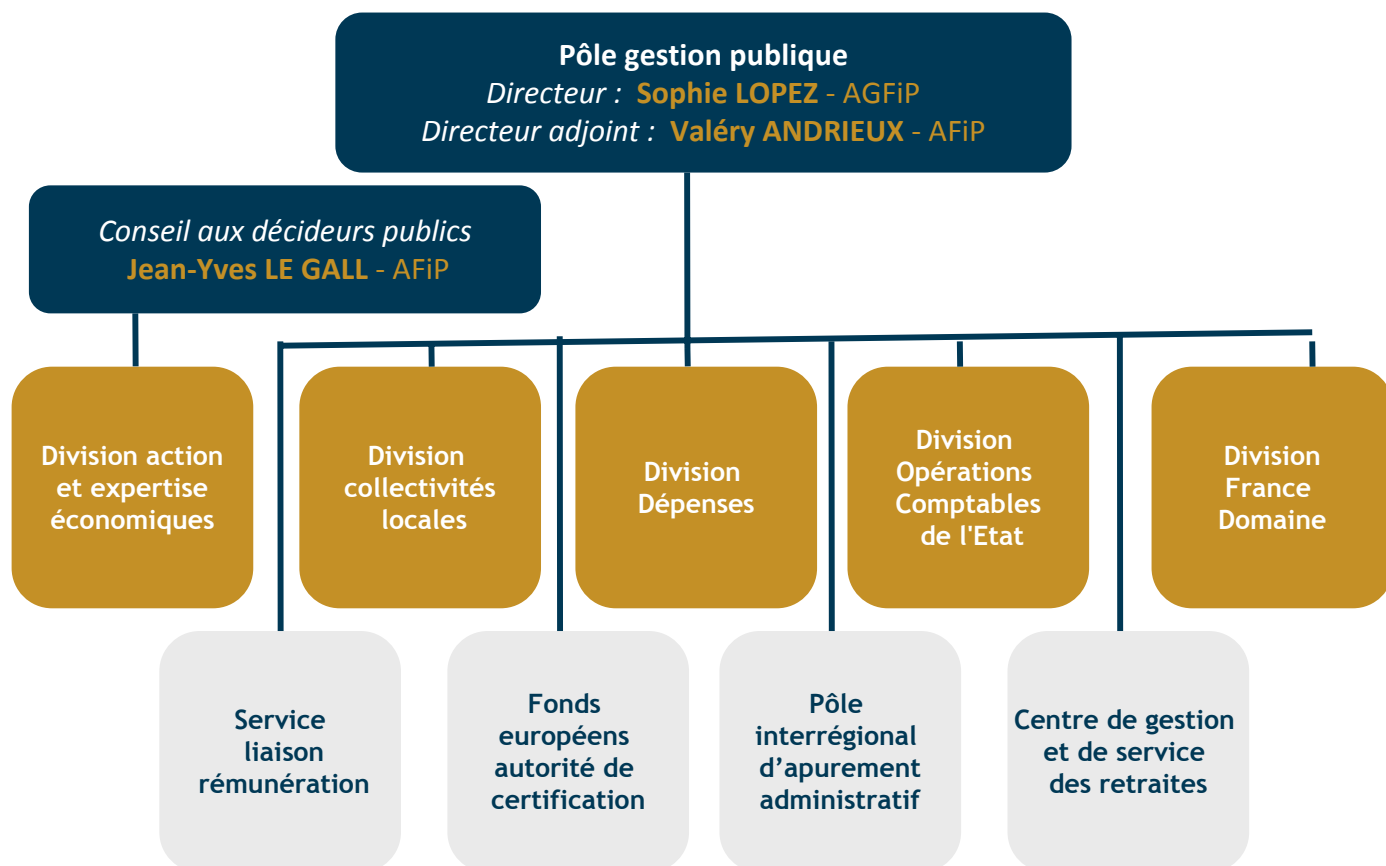 Pôle gestion publique
Directeur : Sophie LOPEZ - AGFiP
Directeur adjoint : Valéry ANDRIEUX - AFiP
Conseil aux décideurs publics
Jean-Yves LE GALL - AFiP
Division action
et expertise
économiques
Division
collectivités
locales
Division
Dépenses
Division
Opérations
Comptables
de l'Etat
Division
France
Domaine
Service
liaison
rémunération
Fonds
européens
autorité de
certification
Pôle
interrégional
d’apurement
administratif
Centre de gestion
et de service
des retraites